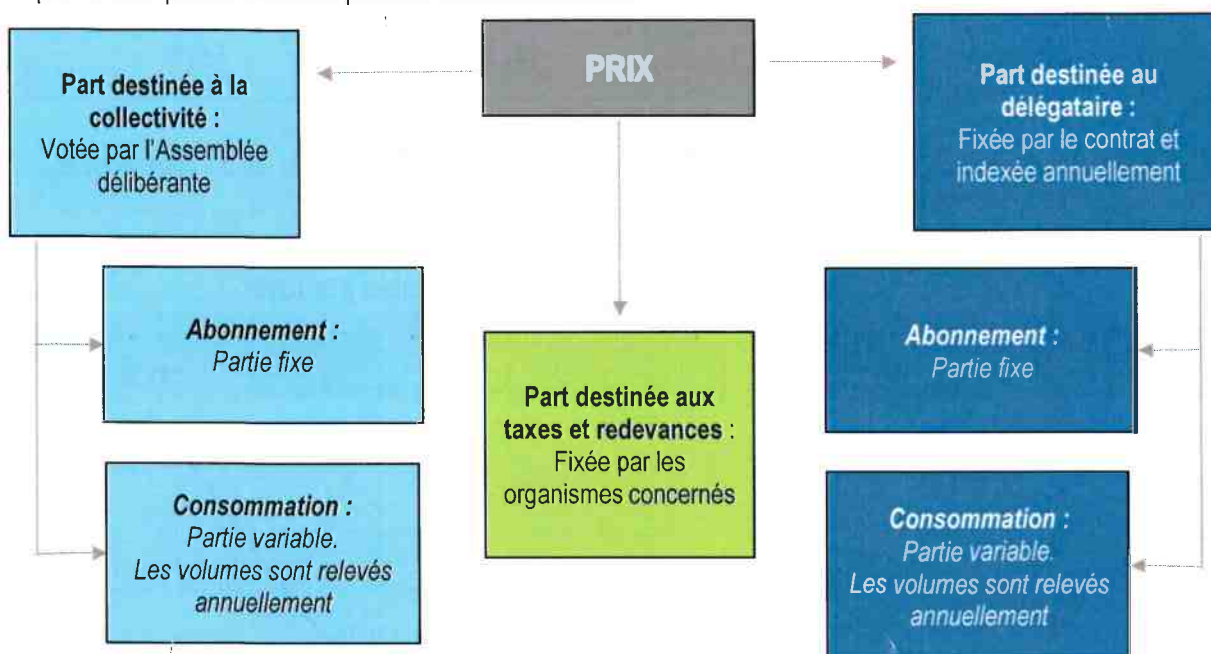 PRIX
Part destinée à la
collectivité :
Votée par l'Assemblée
délibérante
Part destinée au
délégataire :
Fixée par le contrat et
indexée annuellement
Abonnement :
Partie fixe
Consommation :
Partie variable.
Les volumes sont relevés
annuellement
Part destinée aux
taxes et redevances :
Fixée par les
organismes concernés
Abonnement :
Partie fixe
Consommation :
Partie variable.
Les volumes sont relevés
annuellement